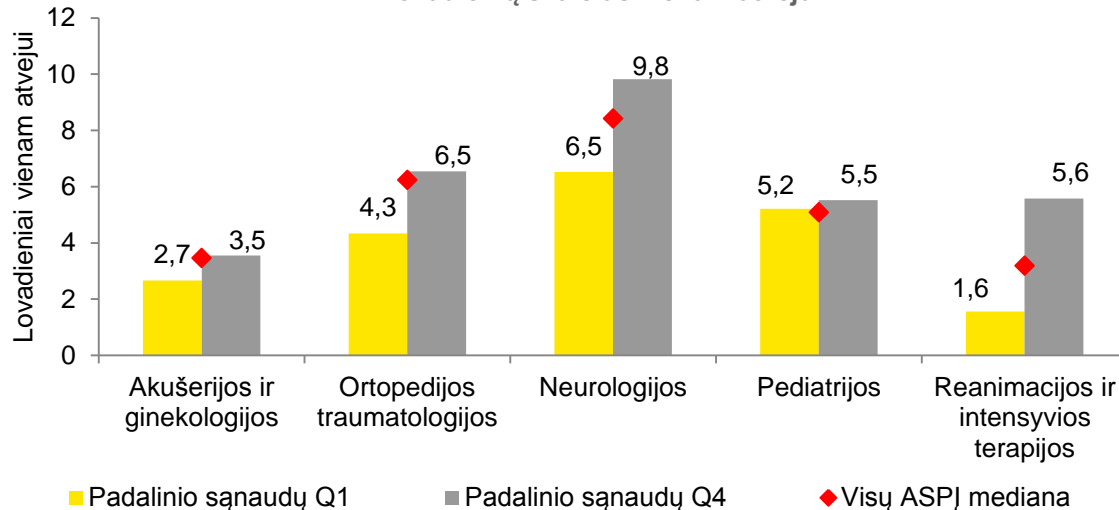 12
10
8
6
4
2
0
Lovadieniai vienam atvejui
2,7
3,5
4,3
6,5
6,5
9,8
5,2
5,5
1,6
5,6
Akušerijos ir
ginekologijos
Ortopedijos
traumatologijos
Neurologijos
Pediatrijos
Reanimacijos ir
intensyvios
terapijos
Padalinio sąnaudų Q1
Padalinio sąnaudų Q4
Visų ASPĮ mediana